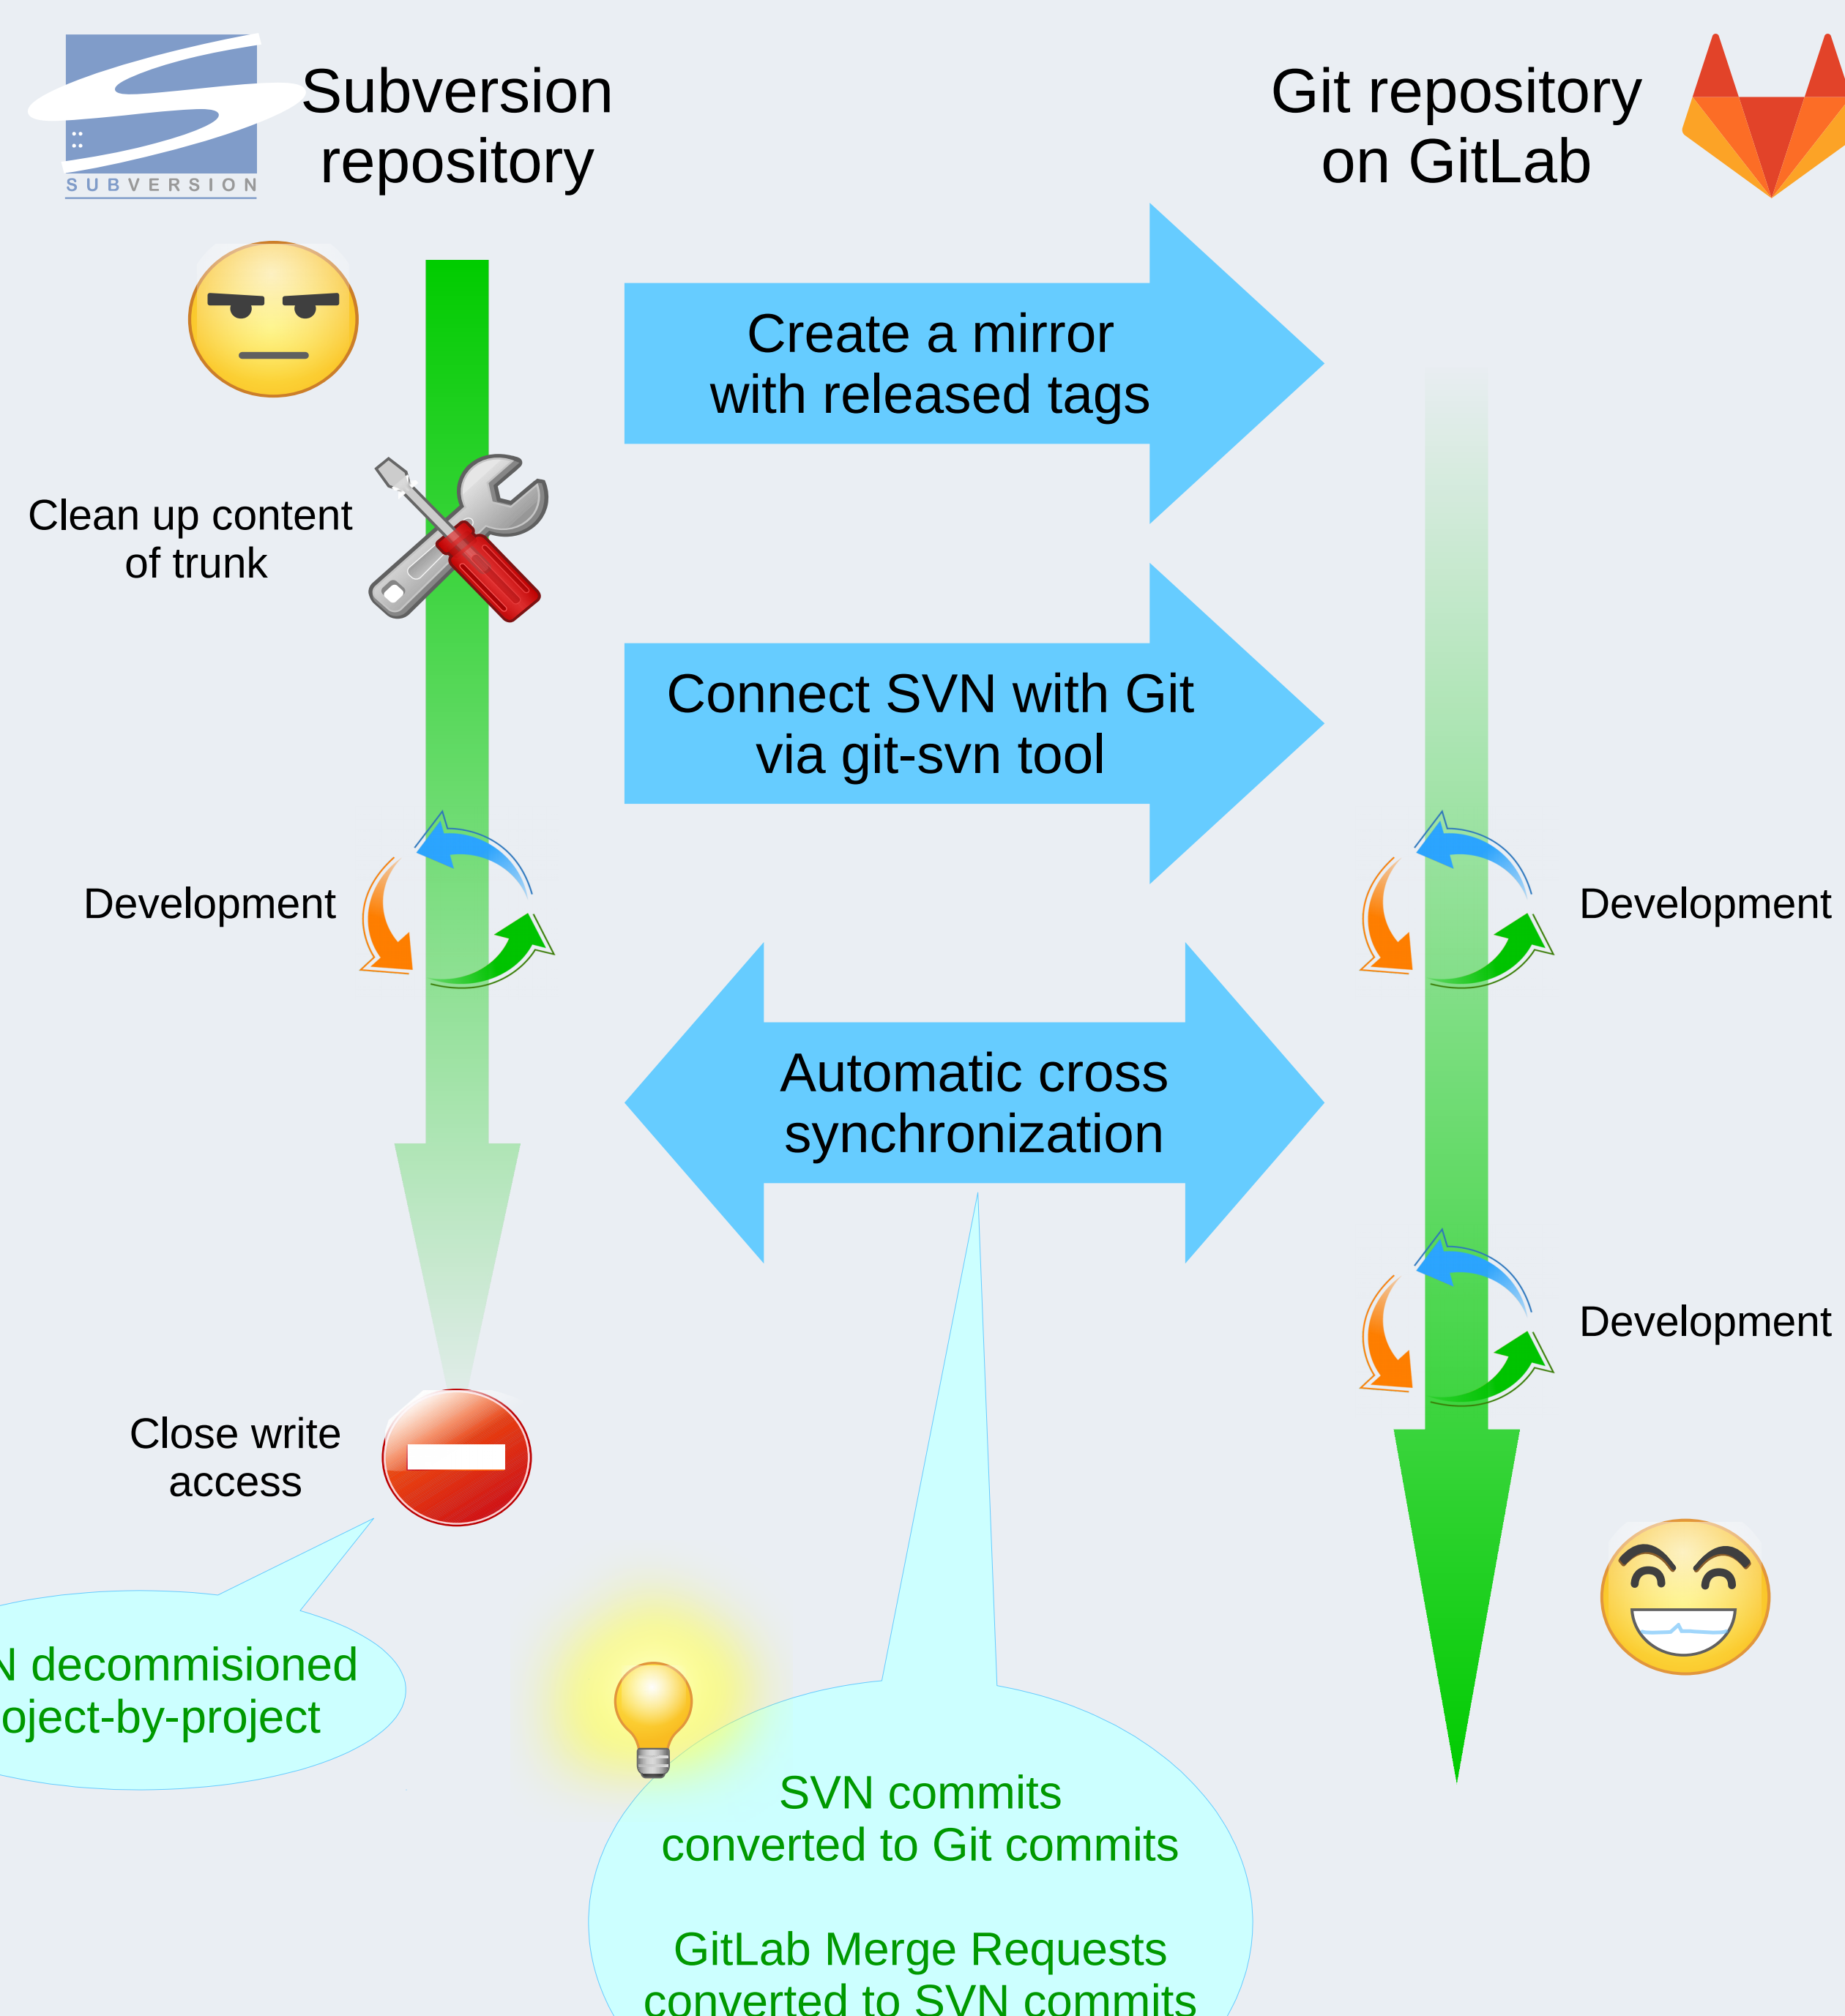 Subversion
repository
SUBVERSION
Git repository
on GitLab
Create a mirror
with released tags
Clean up content
of trunk
Connect SVN with Git
via git-svn tool
Development
Development
Automatic cross
synchronization
Development
Close write
access
N decommisioned
oject-by-project
SVN commits
converted to Git commits
GitLab Merge Requests
converted to SVN commits